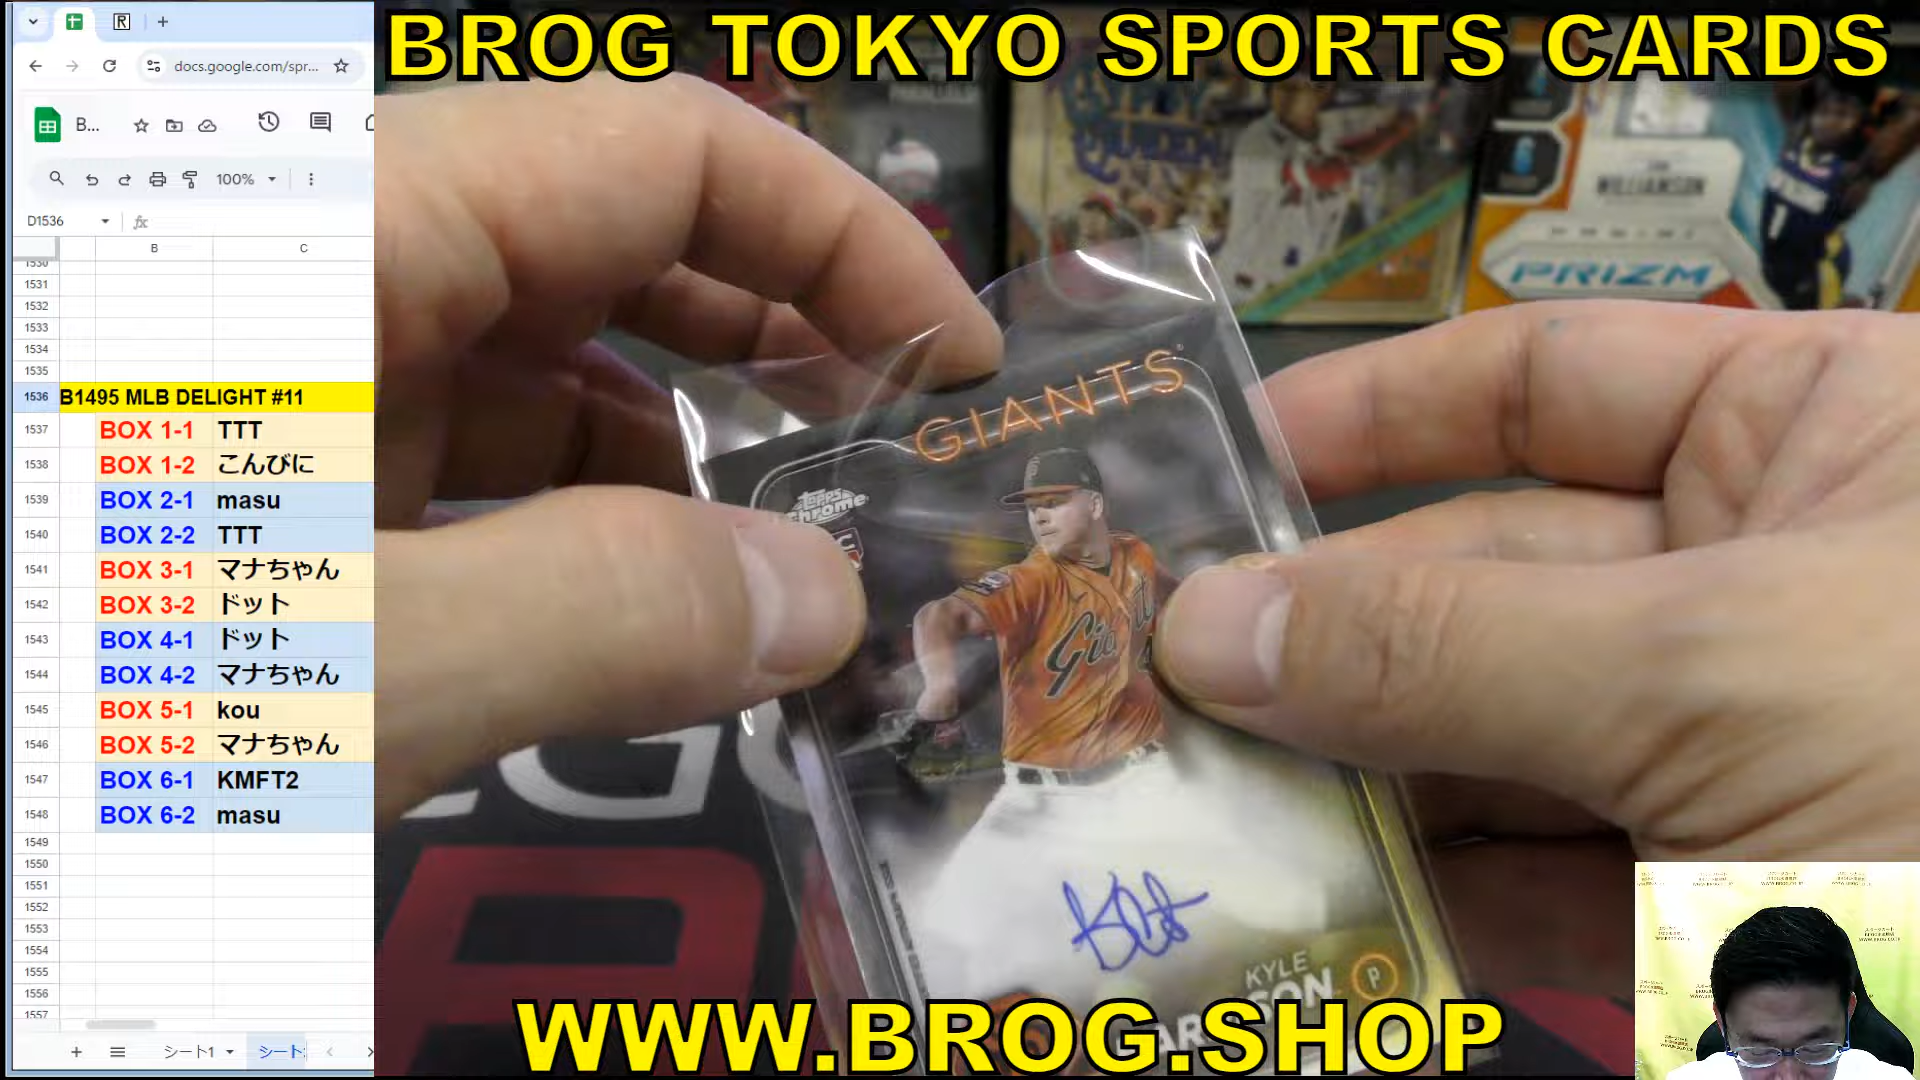 BROG TOKYO SPORTS CARDS
docs.google.com/spr...
B...
100%
D1536
fx
B C
1530
1531
1532
1533
1534
1535
1536 B1495 MLB DELIGHT #11
1537 BOX 1-1 TTT
1538 BOX 1-2 こんびに
1539 BOX 2-1 masu
1540 BOX 2-2 TTT
1541 BOX 3-1 マナちゃん
1542 BOX 3-2 ドット
1543 BOX 4-1 ドット
1544 BOX 4-2 マナちゃん
1545 BOX 5-1 kou
1546 BOX 5-2 マナちゃん
1547 BOX 6-1 KMFT2
1548 BOX 6-2 masu
1549
1550
1551
1552
1553
1554
1555
1556
1557
シート1
シート
WILLIAMSON
PRIZM
1
GIANTS
Topps
Chrome
KYLE
P
WWW.BROG.SHOP